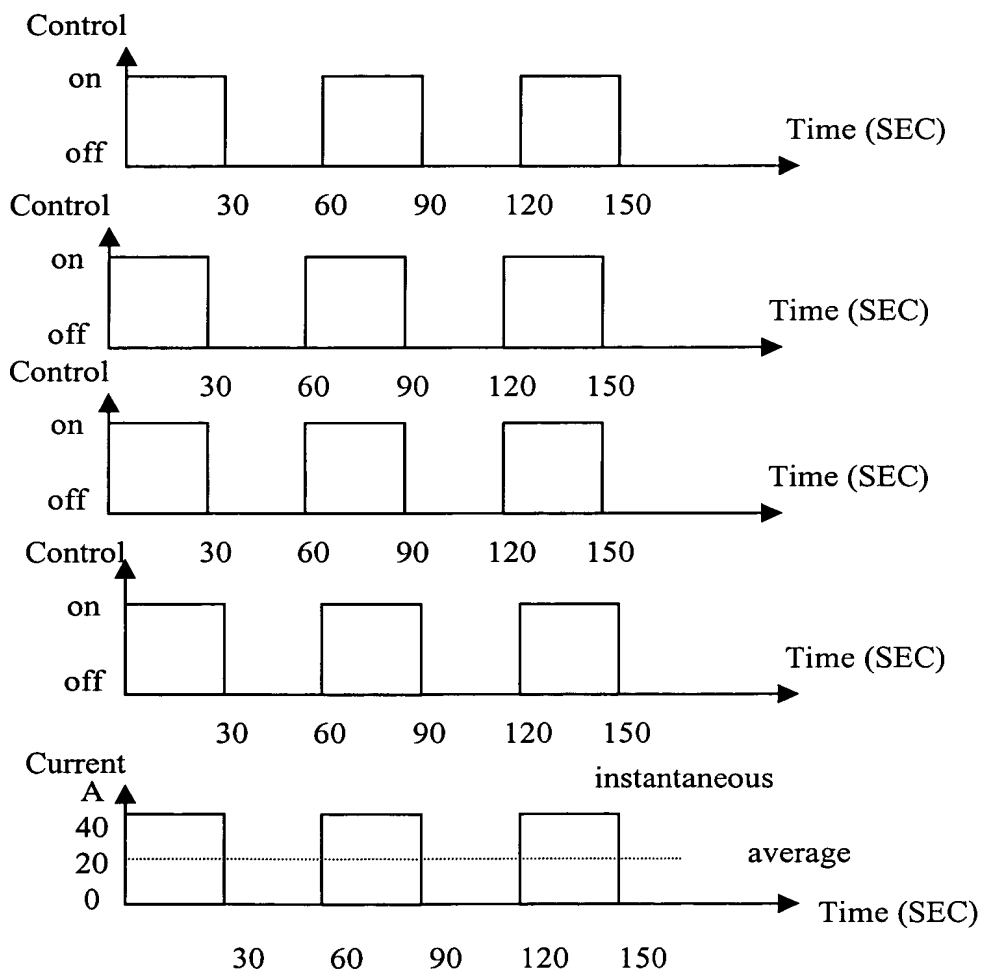 Control
on
Time (SEC)
off
30 60 90 120 150
Control
on
Time (SEC)
off
30 60 90 120 150
Control
on
Time (SEC)
off
30 60 90 120 150
Control
on
Time (SEC)
off
30 60 90 120 150
Current
instantaneous
A
40
average
20
0
Time (SEC)
30 60 90 120 150